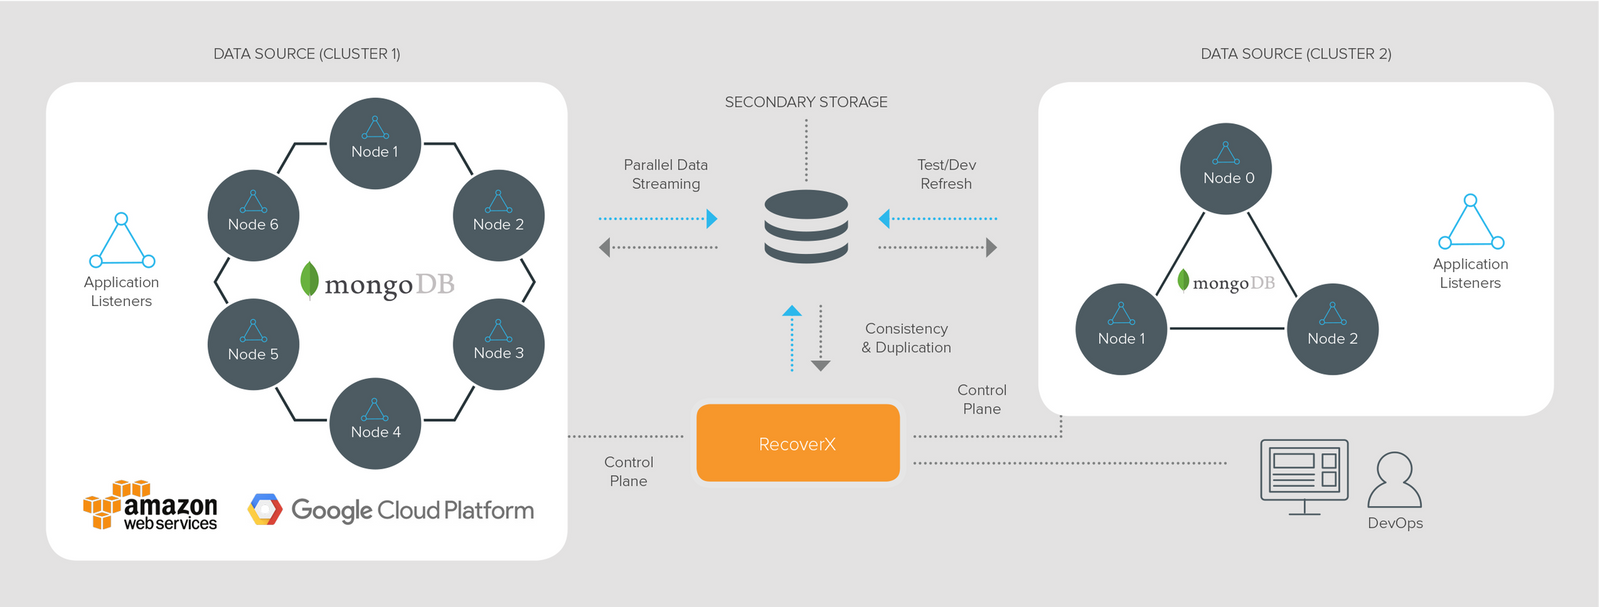 DATA SOURCE (CLUSTER 1)
Node 1
Node 6
Node 2
Application
Listeners
mongoDB
Node 5
Node 3
Node 4
amazon
web services
Google Cloud Platform
SECONDARY STORAGE
Parallel Data
Streaming
Test/Dev
Refresh
Consistency
& Duplication
Control
Plane
RecoverX
Control
Plane
DATA SOURCE (CLUSTER 2)
Node 0
Application
Listeners
mongoDB
Node 1
Node 2
DevOps